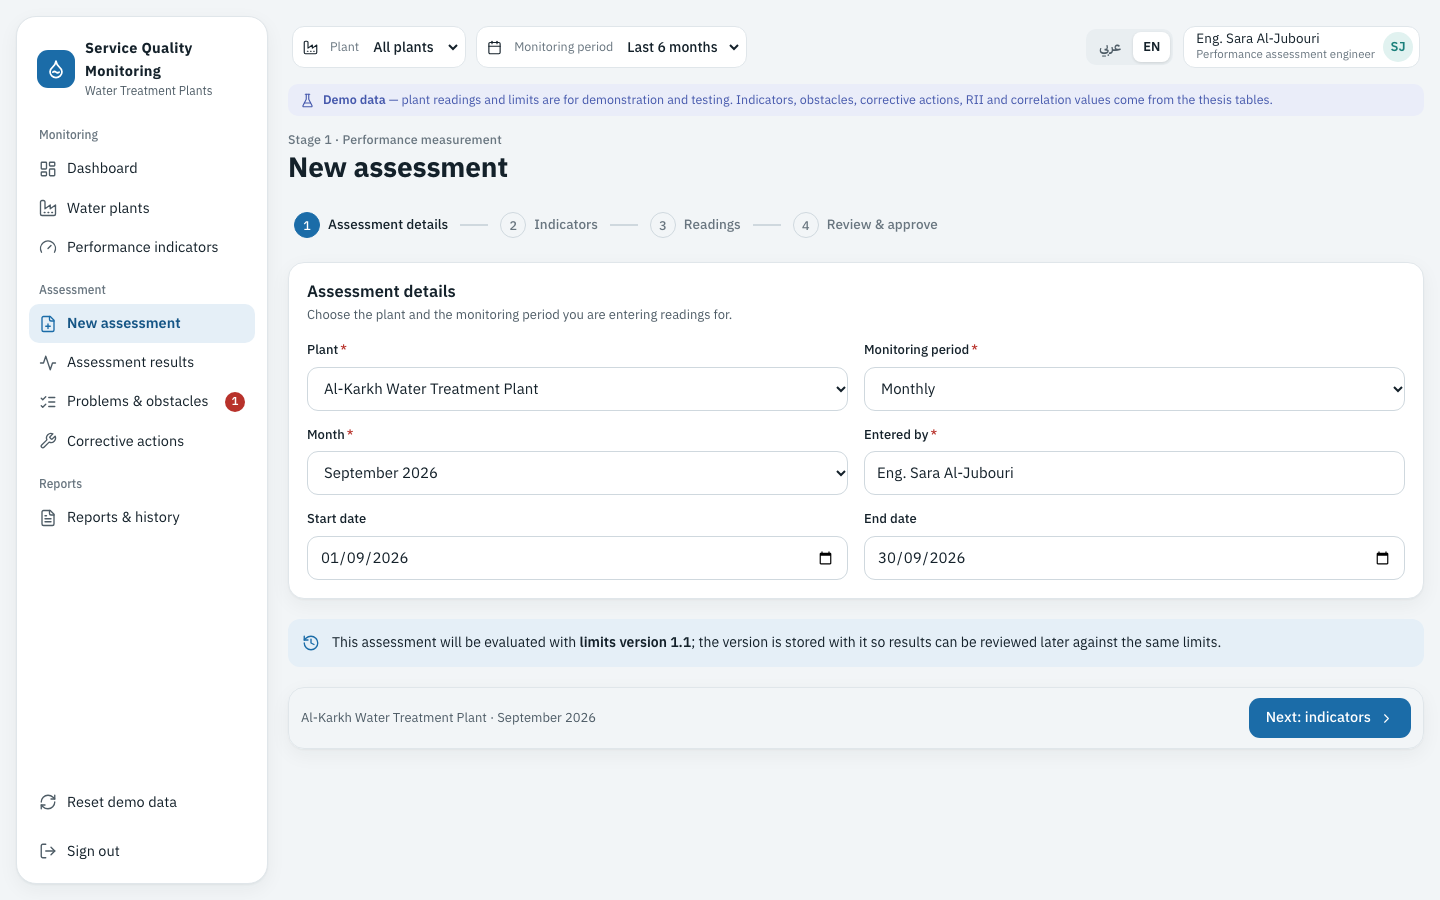 Service Quality
Monitoring
Water Treatment Plants
Monitoring
Dashboard
Water plants
Performance indicators
Assessment
New assessment
Assessment results
Problems & obstacles 1
Corrective actions
Reports
Reports & history
Reset demo data
Sign out
Plant All plants
Monitoring period Last 6 months
عربي EN
Eng. Sara Al-Jubouri
Performance assessment engineer
SJ
Demo data — plant readings and limits are for demonstration and testing. Indicators, obstacles, corrective actions, RII and correlation values come from the thesis tables.
Stage 1 · Performance measurement
New assessment
1 Assessment details 2 Indicators 3 Readings 4 Review & approve
Assessment details
Choose the plant and the monitoring period you are entering readings for.
Plant * Monitoring period *
Al-Karkh Water Treatment Plant Monthly
Month * Entered by *
September 2026 Eng. Sara Al-Jubouri
Start date End date
01/09/2026 30/09/2026
This assessment will be evaluated with limits version 1.1; the version is stored with it so results can be reviewed later against the same limits.
Al-Karkh Water Treatment Plant · September 2026
Next: indicators